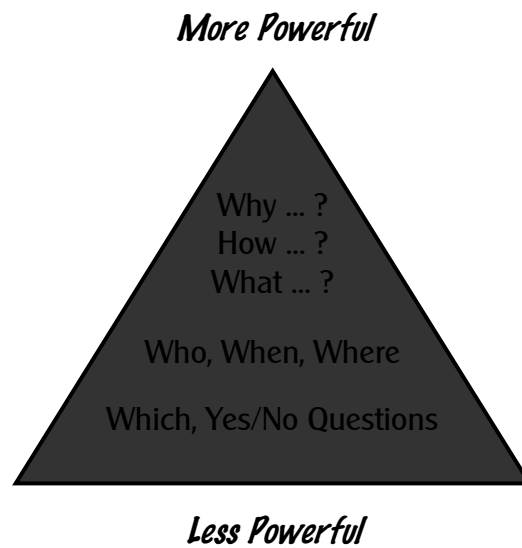 More Powerful
Why ... ?
How ... ?
What ... ?
Who, When, Where
Which, Yes/No Questions
Less Powerful